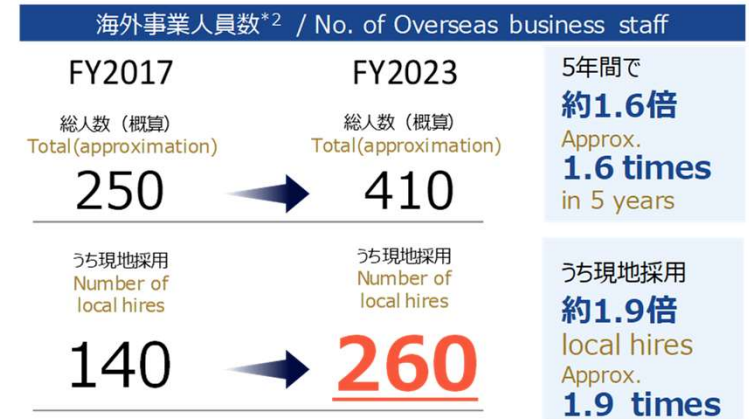 海外事業人員数*2 / No. of Overseas business staff
FY2017
FY2023
総人数（概算）
Total(approximation)
総人数（概算）
Total(approximation)
250
410
5年間で
約1.6倍
Approx.
1.6 times
in 5 years
うち現地採用
Number of
local hires
うち現地採用
Number of
local hires
140
260
うち現地採用
約1.9倍
local hires
Approx.
1.9 times